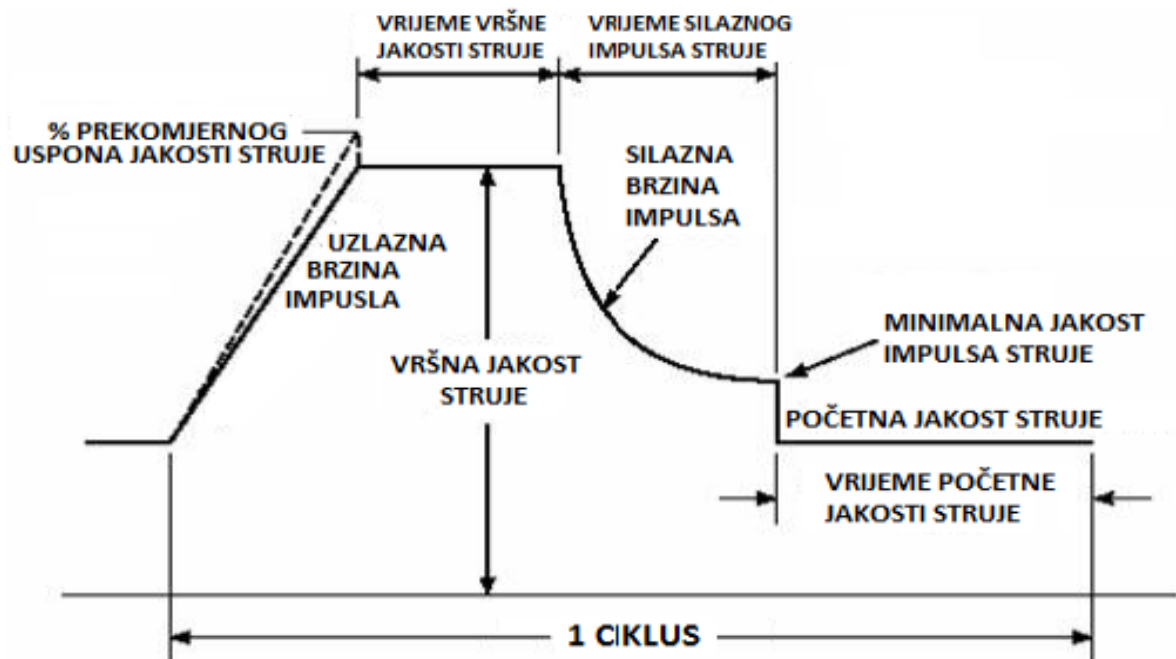 VRIJEME VRŠNE
JAKOSTI STRUJE
VRIJEME SILAZNOG
IMPULSA STRUJE
% PREKOMJERNOG
USPONA JAKOSTI STRUJE
SILAZNA
BRZINA
IMPULSA
UZLAZNA
BRZINA
IMPUSLA
MINIMALNA JAKOST
IMPULSA STRUJE
VRŠNA JAKOST
STRUJE
POČETNA JAKOST STRUJE
VRIJEME POČETNE
JAKOSTI STRUJE
1 CIKLUS